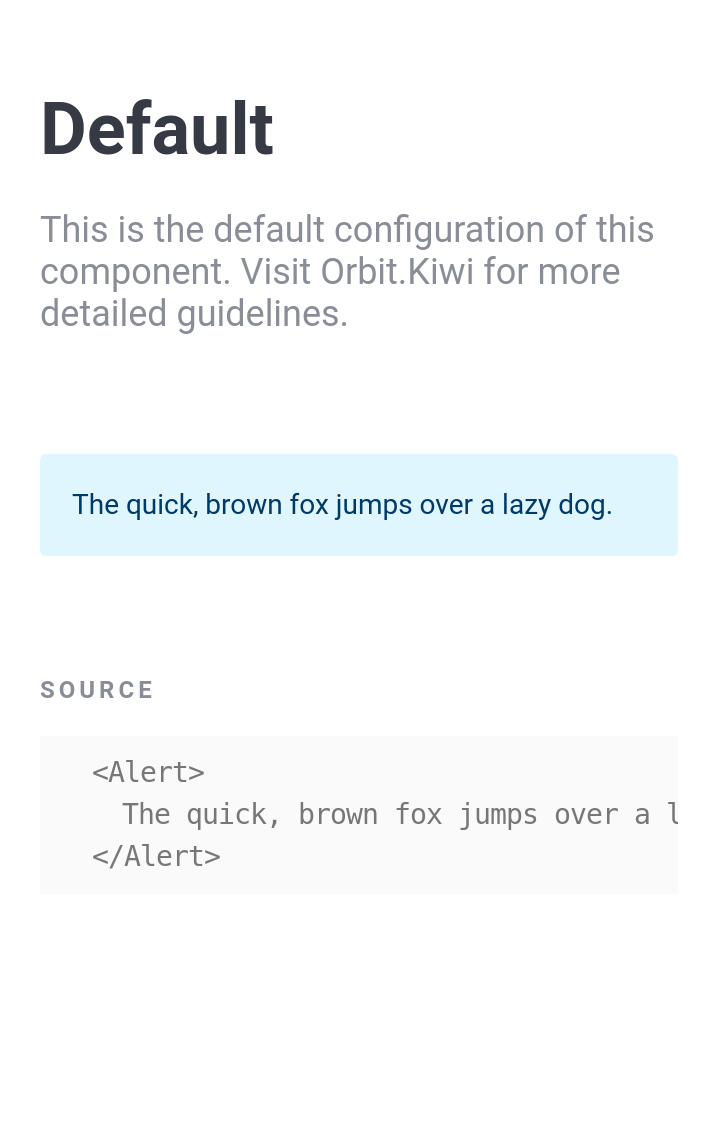 Default
This is the default configuration of this
component. Visit Orbit.Kiwi for more
detailed guidelines.
The quick, brown fox jumps over a lazy dog.
SOURCE
<Alert>
The quick, brown fox jumps over a l
</Alert>